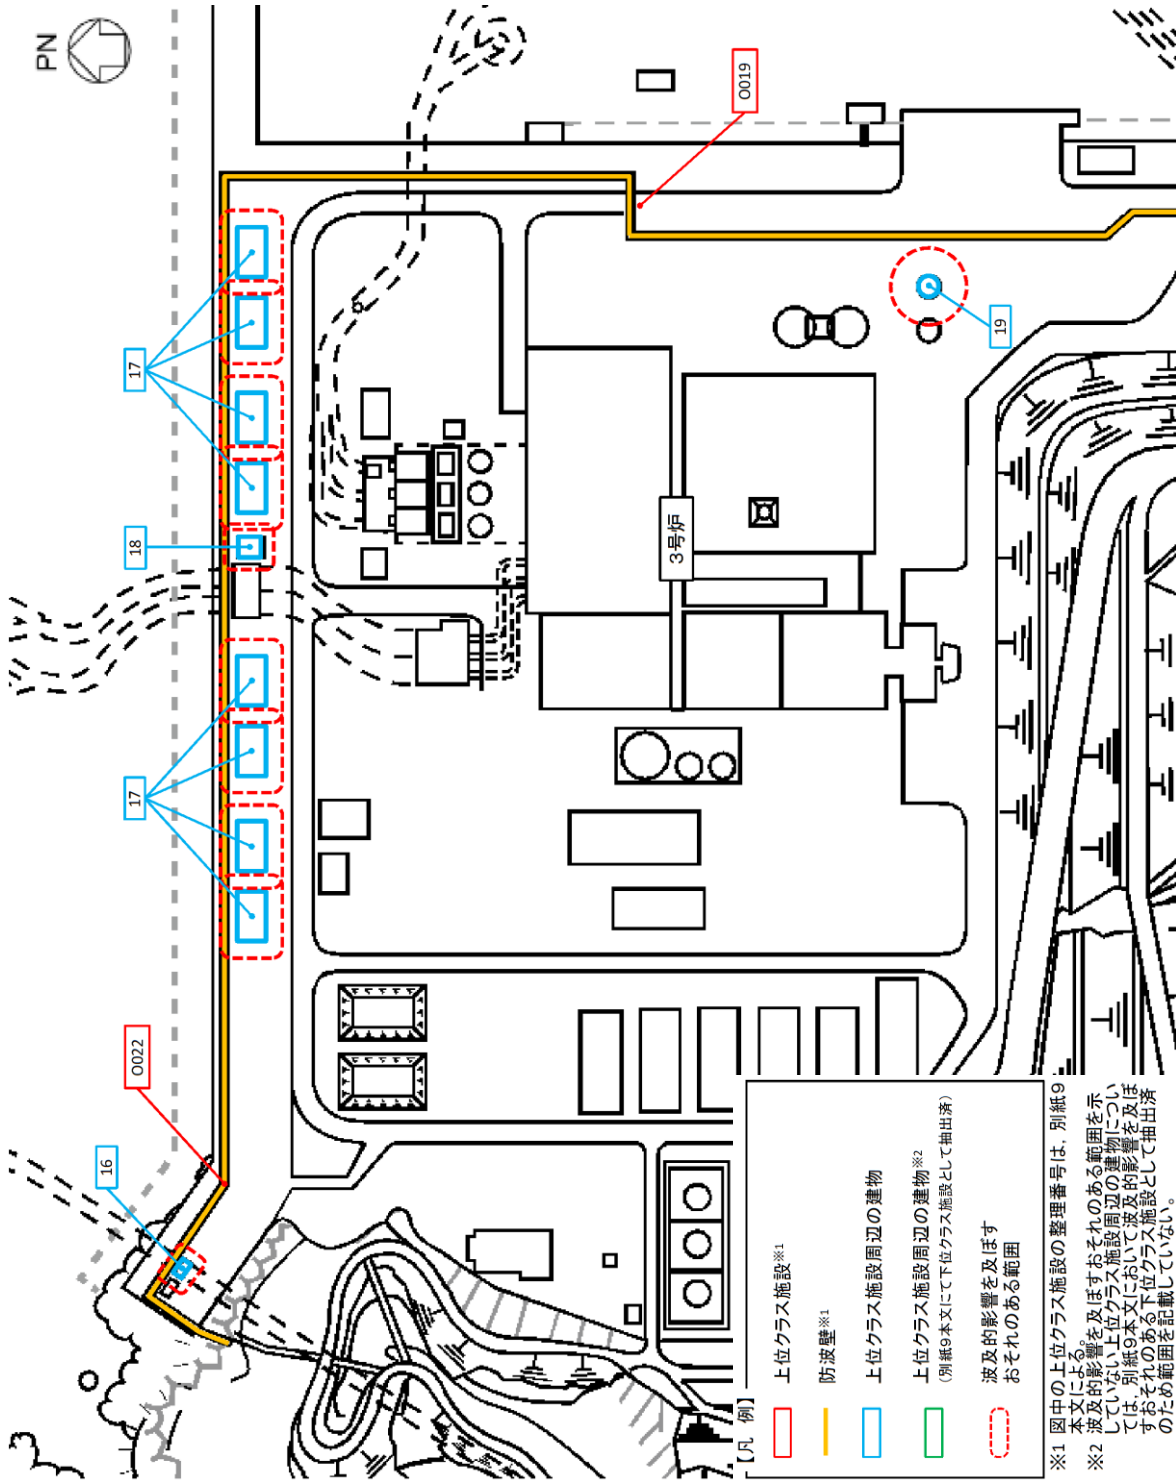 PN
O022
16
17
18
17
O019
19
3号炉
【凡　例】
上位クラス施設※1
防波壁※1
上位クラス施設周辺の建物
上位クラス施設周辺の建物※2
(別紙9本文にて下位クラス施設として抽出済)
波及的影響を及ぼす
おそれのある範囲
※1 図中の上位クラス施設の整理番号は，別紙9
本文による。
※2 波及的影響を及ぼすおそれのある範囲を示
していない上位クラス施設周辺の建物につい
ては，別紙9本文において波及的影響を及ぼ
すおそれのある下位クラス施設として抽出済
のため範囲を記載していない。